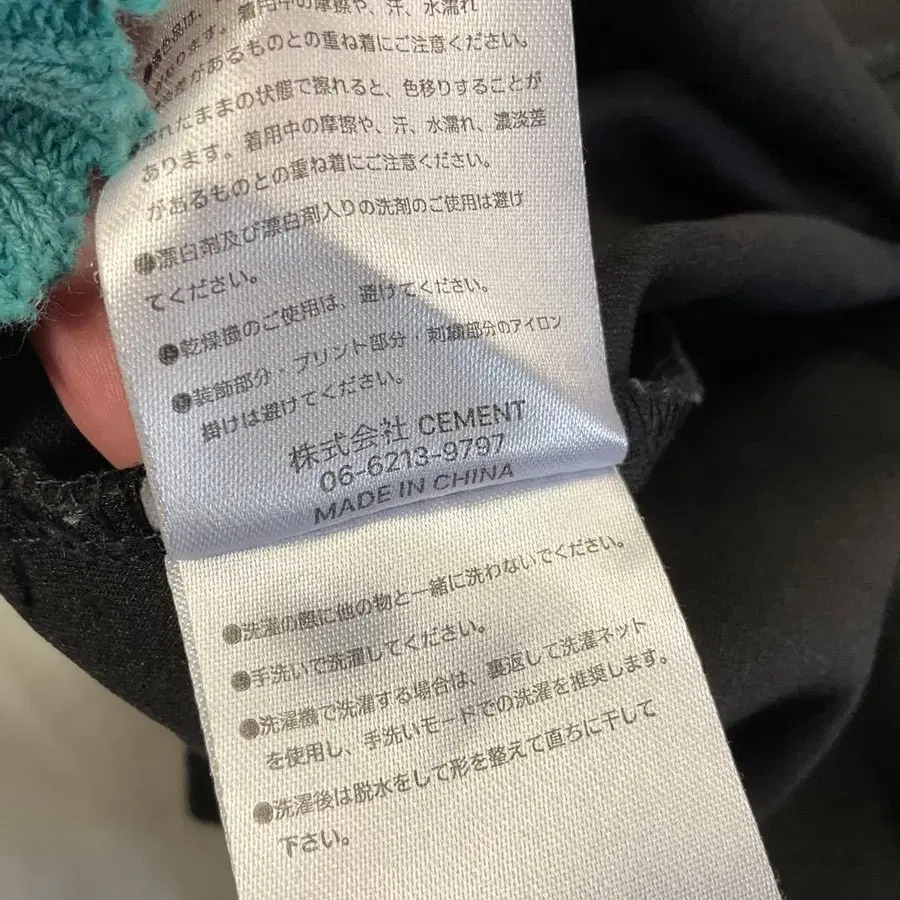 色品は、
ります。着用中の摩擦や、汗、水濡れ
があるものとの重ね着にご注意ください。
れたままの状態で擦れると、色移りすることが
あります。着用中の摩擦や、汗、水濡れ、濃淡差
があるものとの重ね着にご注意ください。
●漂白剤及び漂白剤入りの洗剤のご使用は避け
てください。
●乾燥機のご使用は、避けてください。
●装飾部分・プリント部分・刺繍部分のアイロン
掛けは避けてください。
株式会社 CEMENT
06-6213-9797
MADE IN CHINA
●洗濯の際に他の物と一緒に洗わないでください。
●手洗いで洗濯してください。
●洗濯機で洗濯する場合は、裏返して洗濯ネット
を使用し、手洗いモードでの洗濯を推奨します。
●洗濯後は脱水をして形を整えて直ちに干して
下さい。